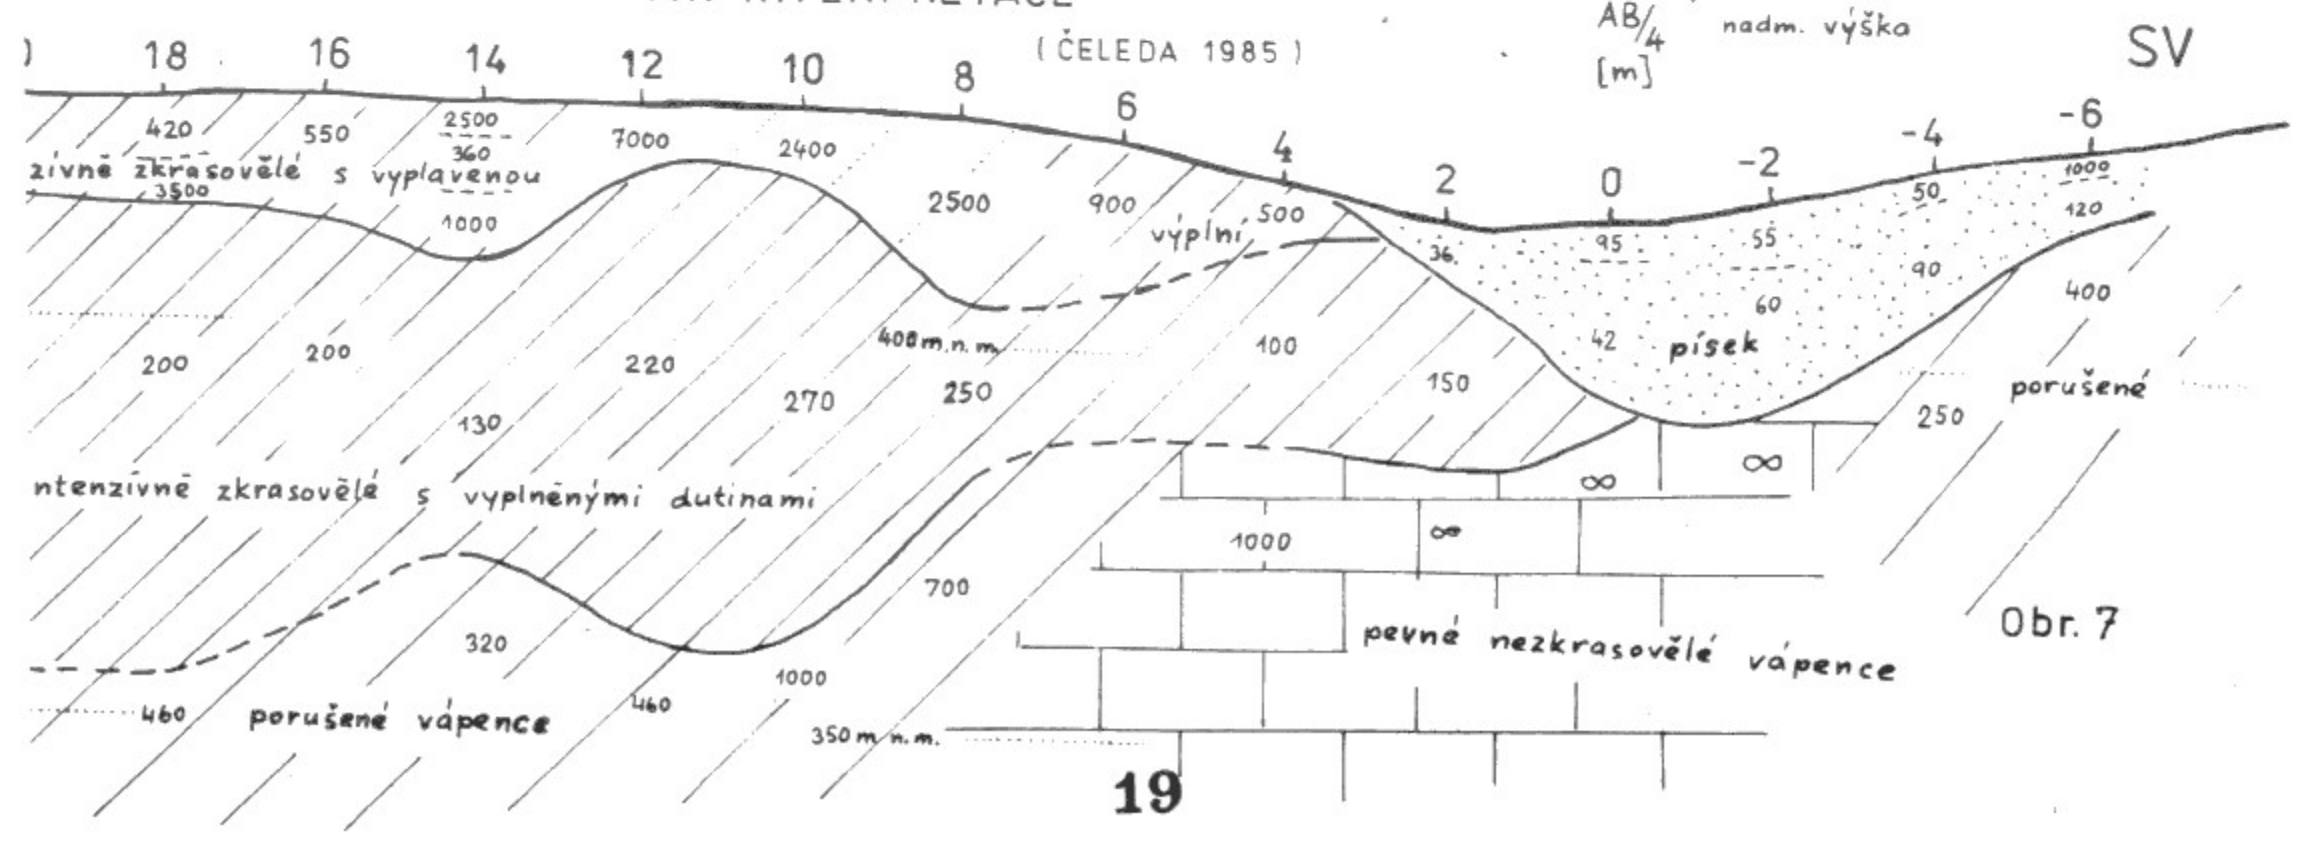 AB/4 nadm. výška
(ČELEDA 1985)
[m]
SV
18 16 14 12 10 8 6 4 2 0 -2 -4 -6
420 550 2500 7000 2400 1000
360
zívně zkrasovělé s vyplavenou
3500 1000 2500 900 500 50 120
výplní 36 95 55 90
400
60
400 m.n.m.
200 200 220 100 42 písek
270 250 150 porušené
130 250
ntenzívně zkrasovělé s vyplněnými dutinami
∞ ∞
1000 ∞
700
320 Obr. 7
pevné nezkrasovělé vápence
1000
460 porušené vápence 460
350 m n.m.
19